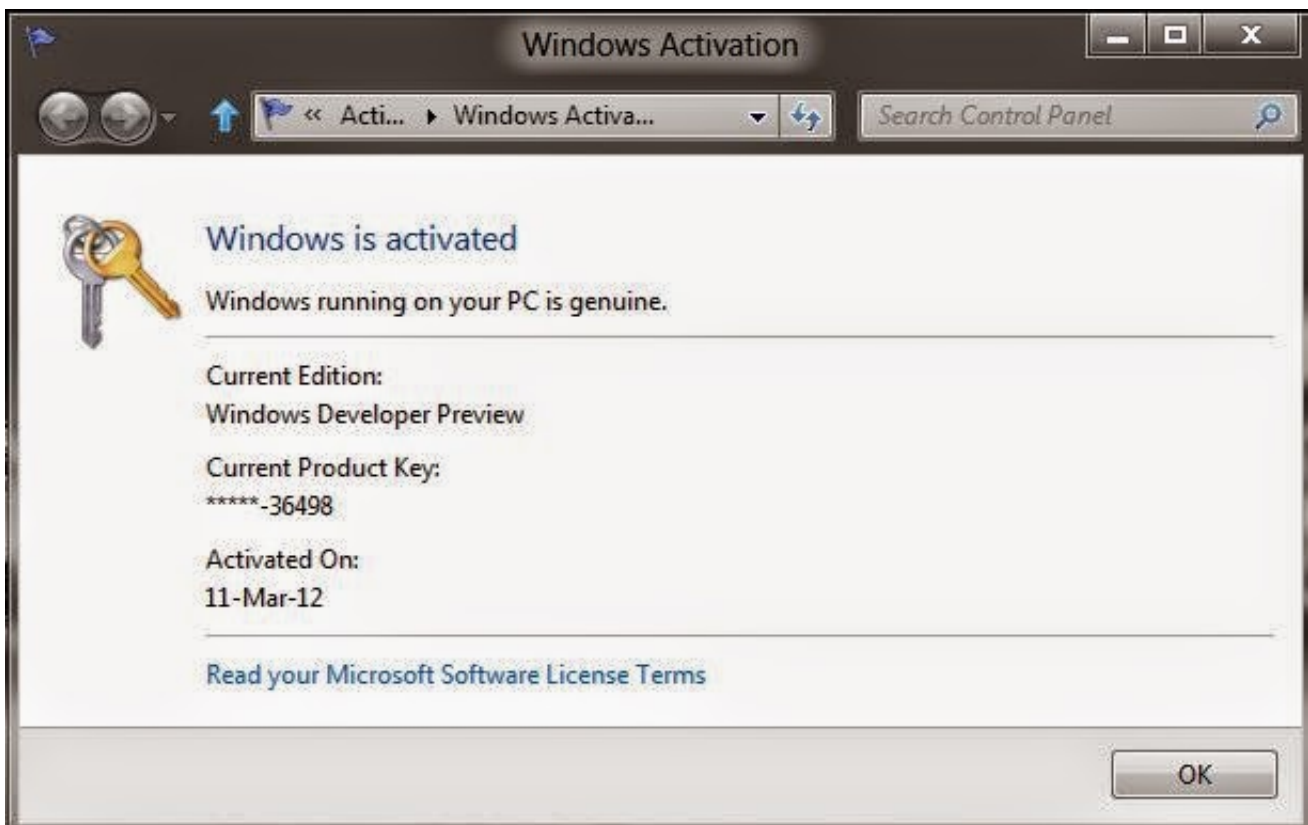 Windows Activation
« Acti... ▸ Windows Activa...
Search Control Panel
Windows is activated
Windows running on your PC is genuine.
Current Edition:
Windows Developer Preview
Current Product Key:
*****-36498
Activated On:
11-Mar-12
Read your Microsoft Software License Terms
OK